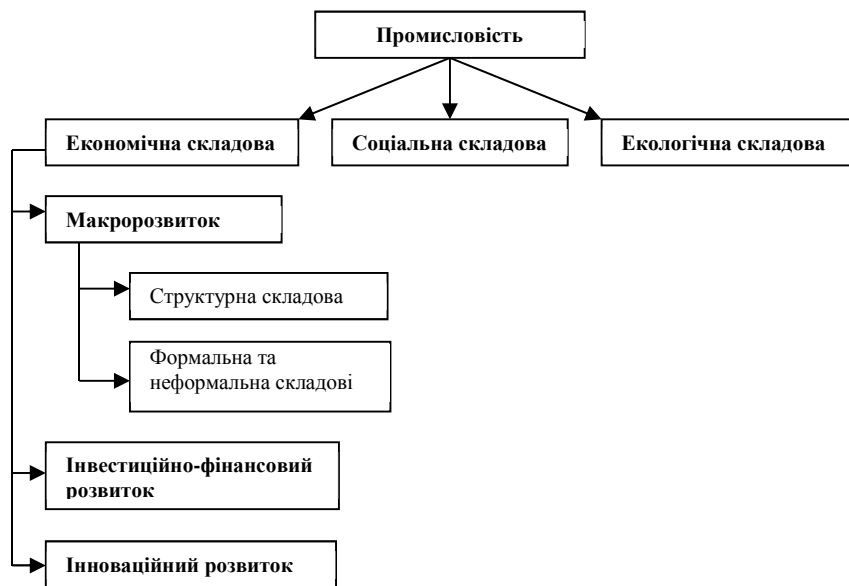 Промисловість
Економічна складова
Соціальна складова
Екологічна складова
Макророзвиток
Структурна складова
Формальна та
неформальна складові
Інвестиційно-фінансовий
розвиток
Інноваційний розвиток